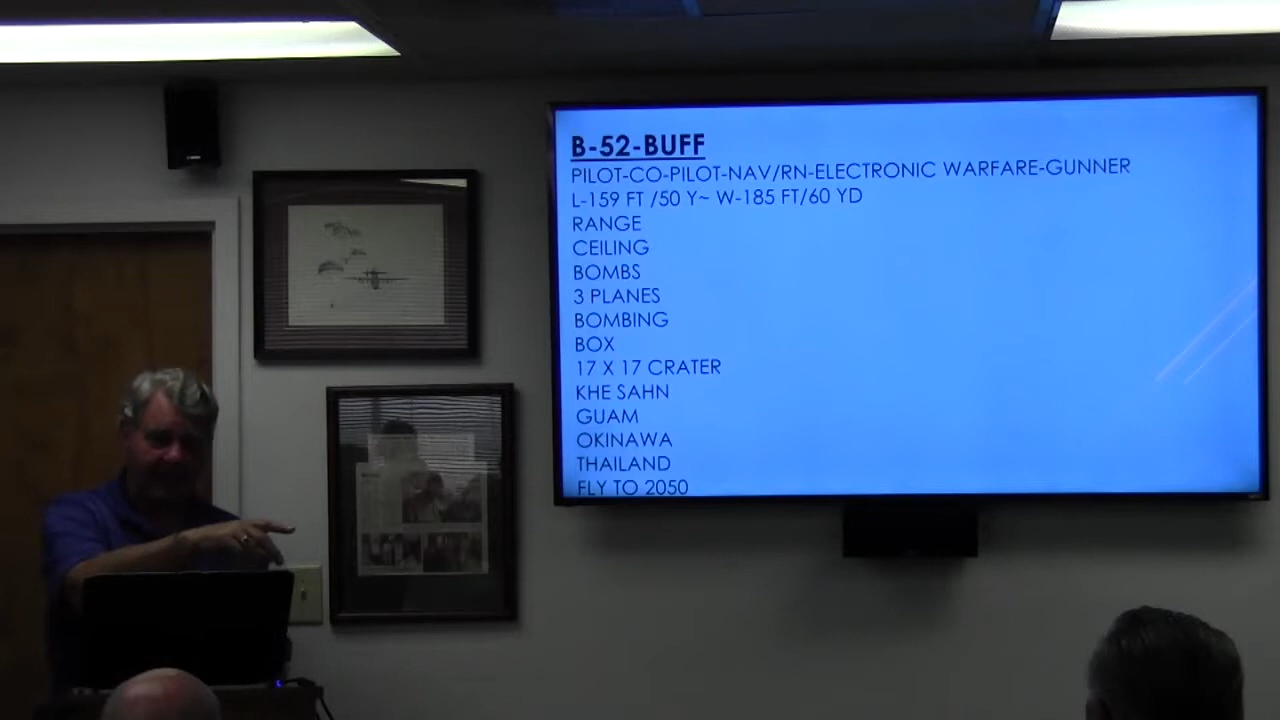 B-52-BUFF
PILOT-CO-PILOT-NAV/RN-ELECTRONIC WARFARE-GUNNER
L-159 FT /50 Y~ W-185 FT/60 YD
RANGE
CEILING
BOMBS
3 PLANES
BOMBING
BOX
17 X 17 CRATER
KHE SAHN
GUAM
OKINAWA
THAILAND
FLY TO 2050